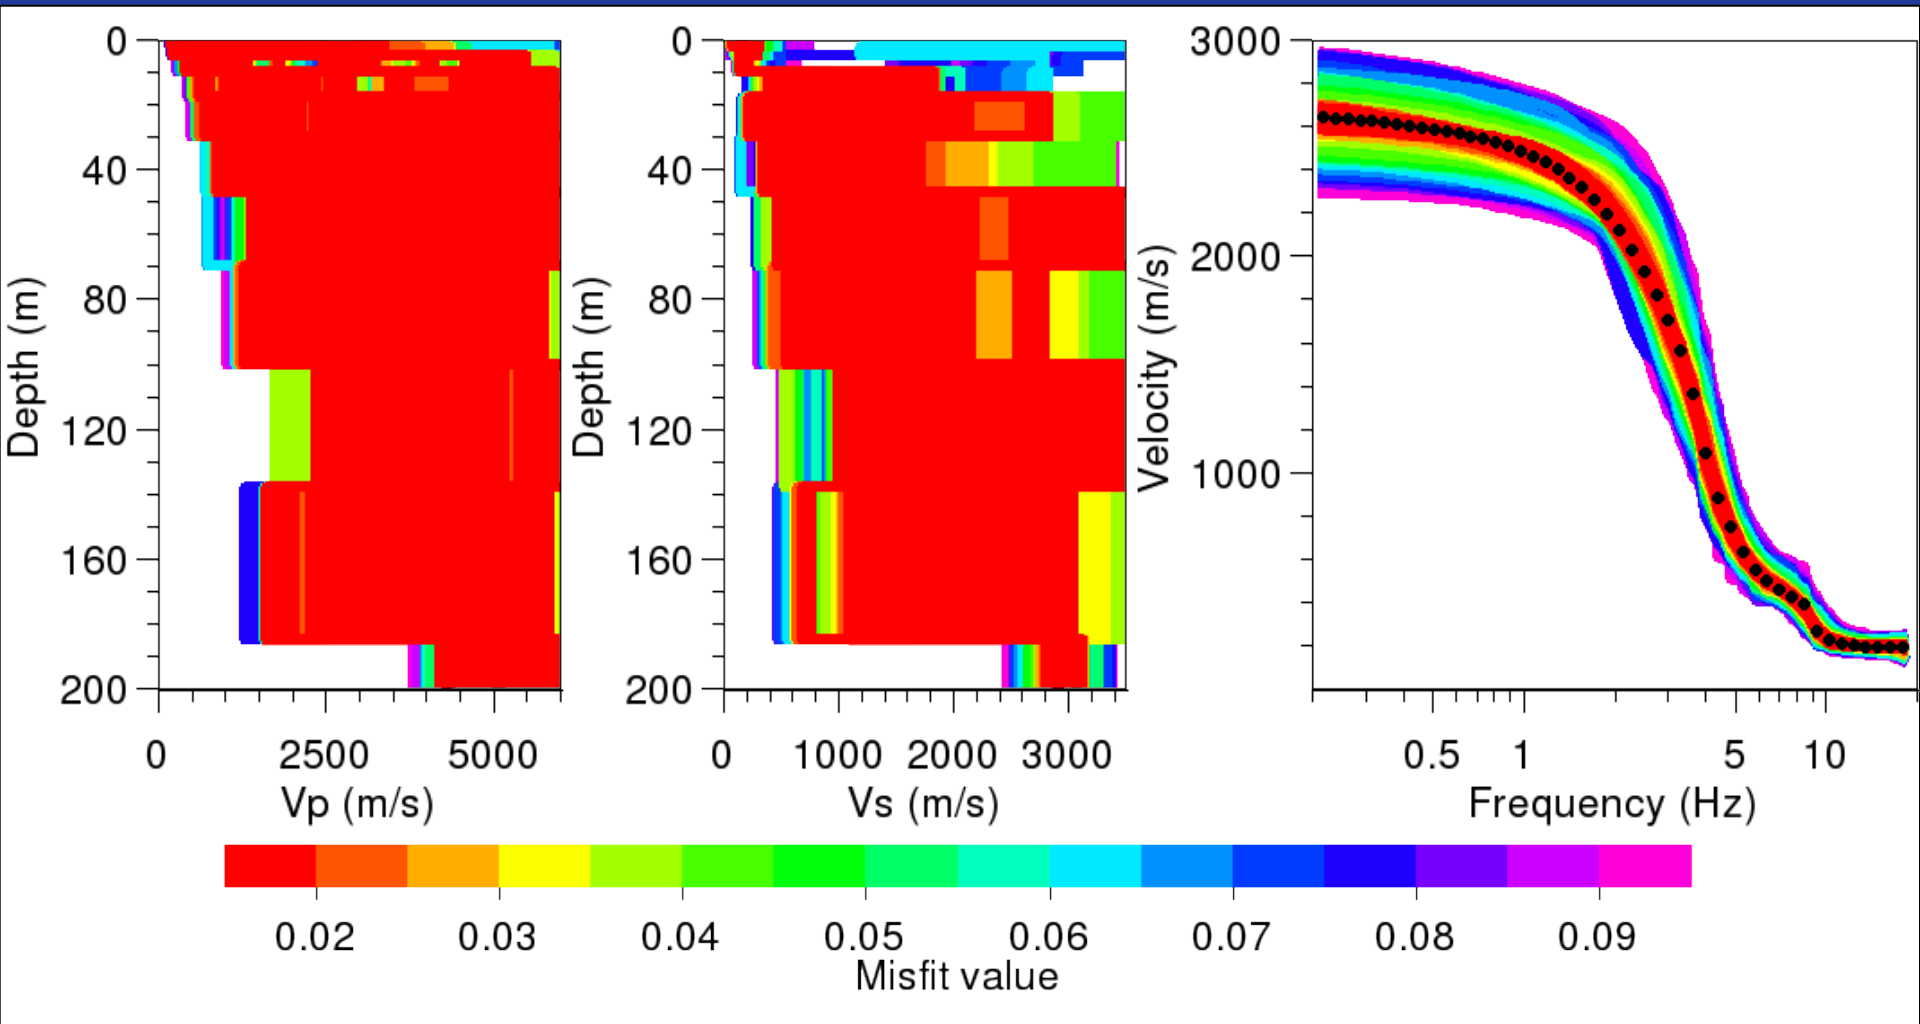 0
40
80
120
160
200
Depth (m)
0 2500 5000
Vp (m/s)
0
40
80
120
160
200
Depth (m)
0 1000 2000 3000
Vs (m/s)
3000
2000
1000
Velocity (m/s)
0.5 1 5 10
Frequency (Hz)
0.02 0.03 0.04 0.05 0.06 0.07 0.08 0.09
Misfit value